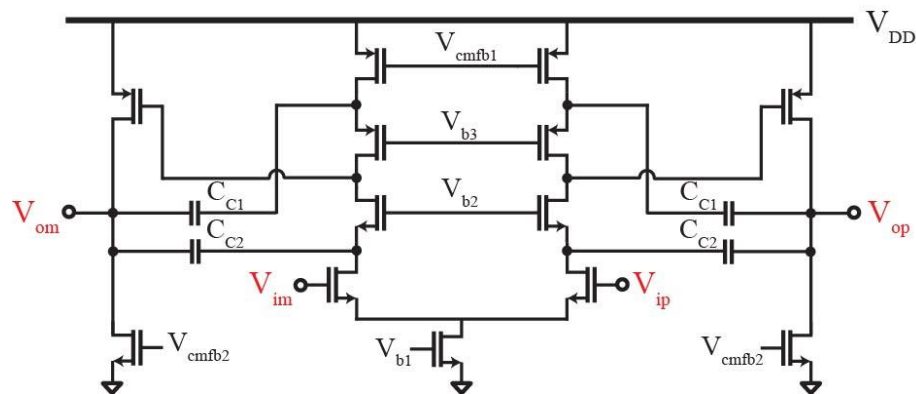 V_DD
V_cmfb1
V_b3
C_C1
V_b2
C_C1
V_om
V_op
C_C2
C_C2
V_im
V_ip
V_cmfb2
V_b1
V_cmfb2